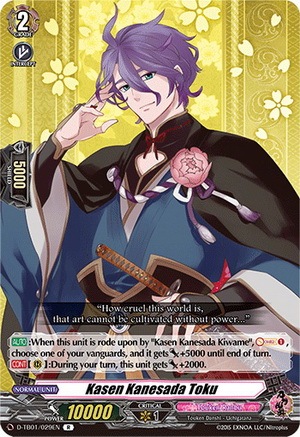 2
GRADE
INTERCEPT
5000
SHIELD
"How cruel this world is,
that art cannot be cultivated without power..."
AUTO :When this unit is rode upon by "Kasen Kanesada Kiwame",
choose one of your vanguards, and it gets +5000 until end of turn.
CONT :During your turn, this unit gets +2000.
NORMAL UNIT
Kasen Kanesada Toku
Touken Danshi - Uchigatana
POWER 10000
CRITICAL 1
D-TB01/029EN R ©2015 EXNOA LLC/Nitroplus